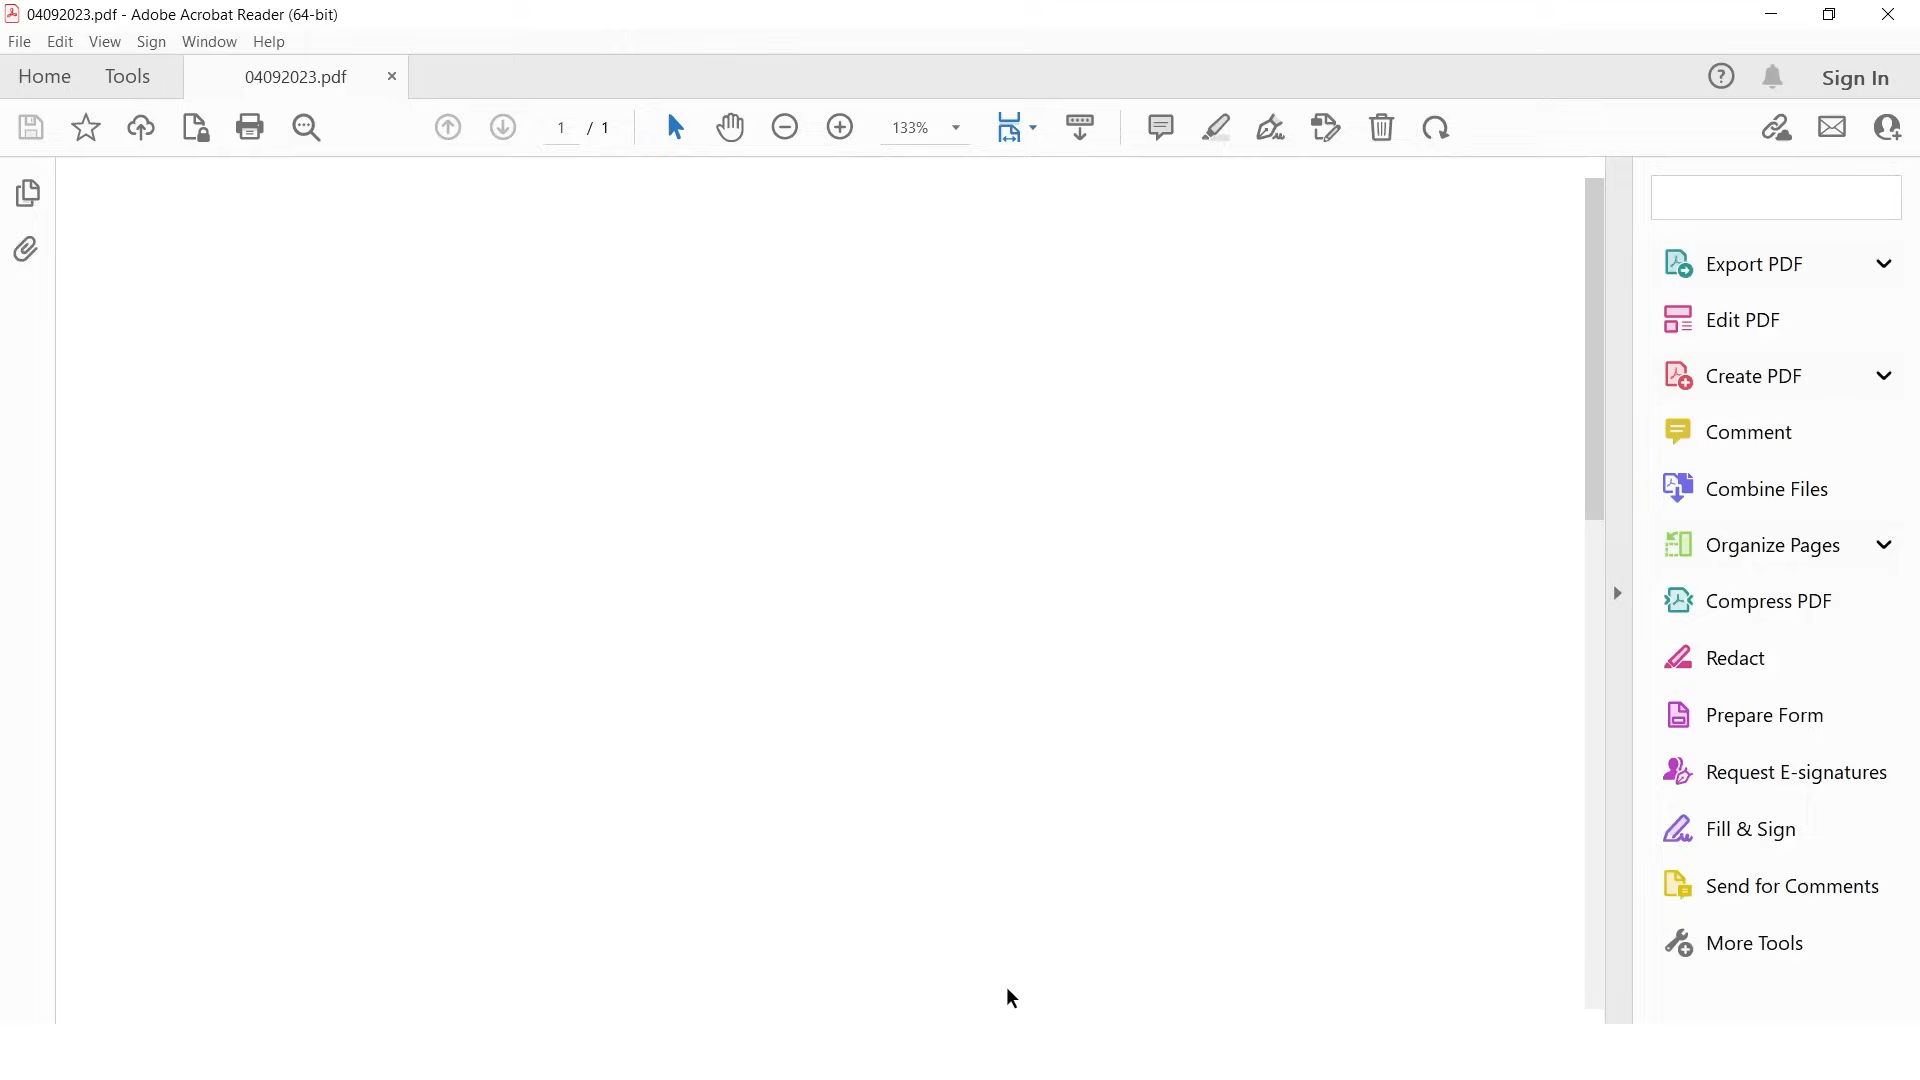 04092023.pdf - Adobe Acrobat Reader (64-bit)
File Edit View Sign Window Help
Home Tools 04092023.pdf Sign In
1 / 1 133%
Export PDF
Edit PDF
Create PDF
Comment
Combine Files
Organize Pages
Compress PDF
Redact
Prepare Form
Request E-signatures
Fill & Sign
Send for Comments
More Tools